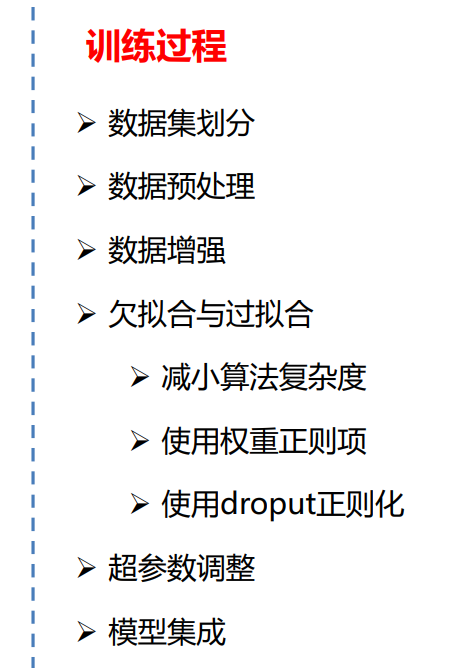 训练过程
数据集划分
数据预处理
数据增强
欠拟合与过拟合
减小算法复杂度
使用权重正则项
使用droput正则化
超参数调整
模型集成